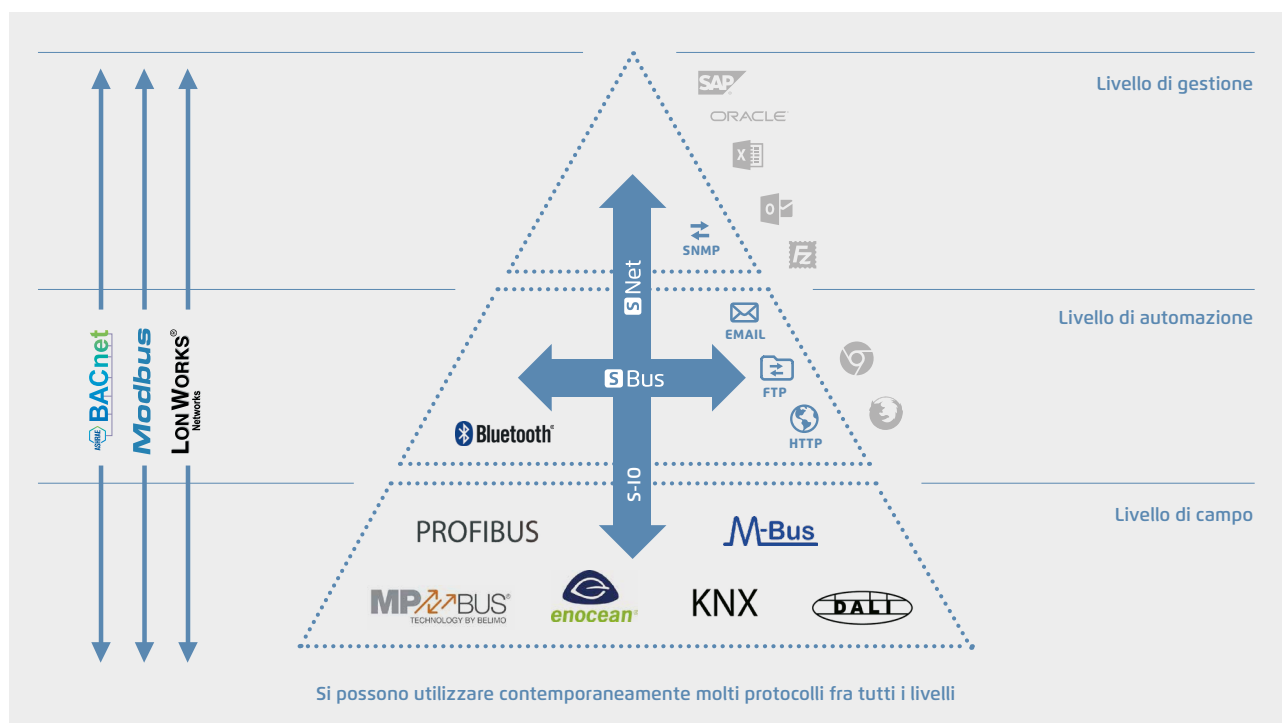 Livello di gestione
SAP
ORACLE
SNMP
S Net
Livello di automazione
EMAIL
S Bus
FTP
Bluetooth®
HTTP
ASHRAE BACnet
Modbus
LONWORKS®
Networks
S-IO
Livello di campo
PROFIBUS
M-Bus
MP BUS®
TECHNOLOGY BY BELIMO
enocean®
KNX
DALI
Si possono utilizzare contemporaneamente molti protocolli fra tutti i livelli